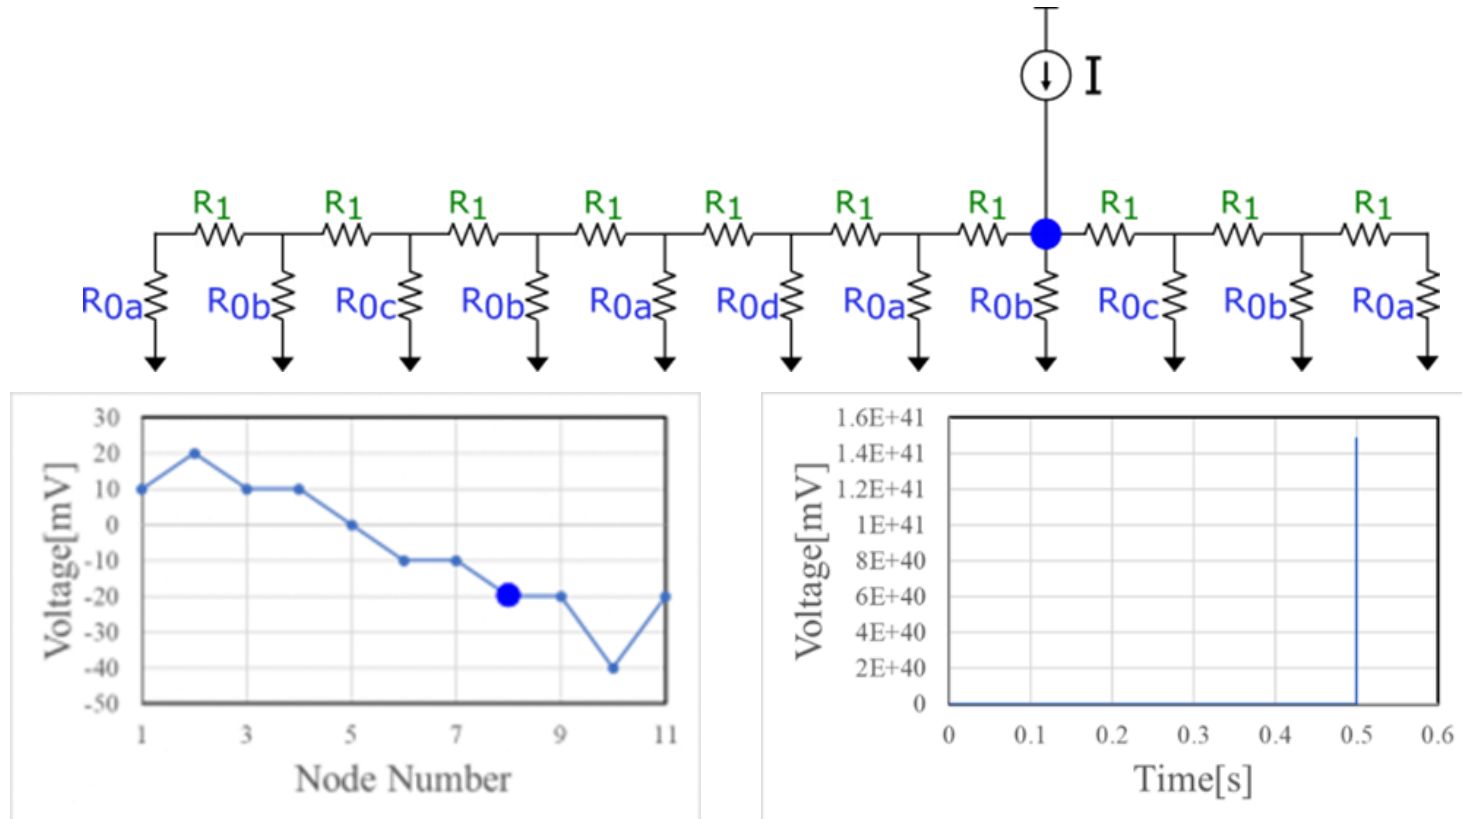 I
R1 R1 R1 R1 R1 R1 R1 R1 R1 R1
R0a R0b R0c R0b R0a R0d R0a R0b R0c R0b R0a
30
20
10
0
-10
-20
-30
-40
-50
Voltage[mV]
1 3 5 7 9 11
Node Number
1.6E+41
1.4E+41
1.2E+41
1E+41
8E+40
6E+40
4E+40
2E+40
0
Voltage[mV]
0 0.1 0.2 0.3 0.4 0.5 0.6
Time[s]